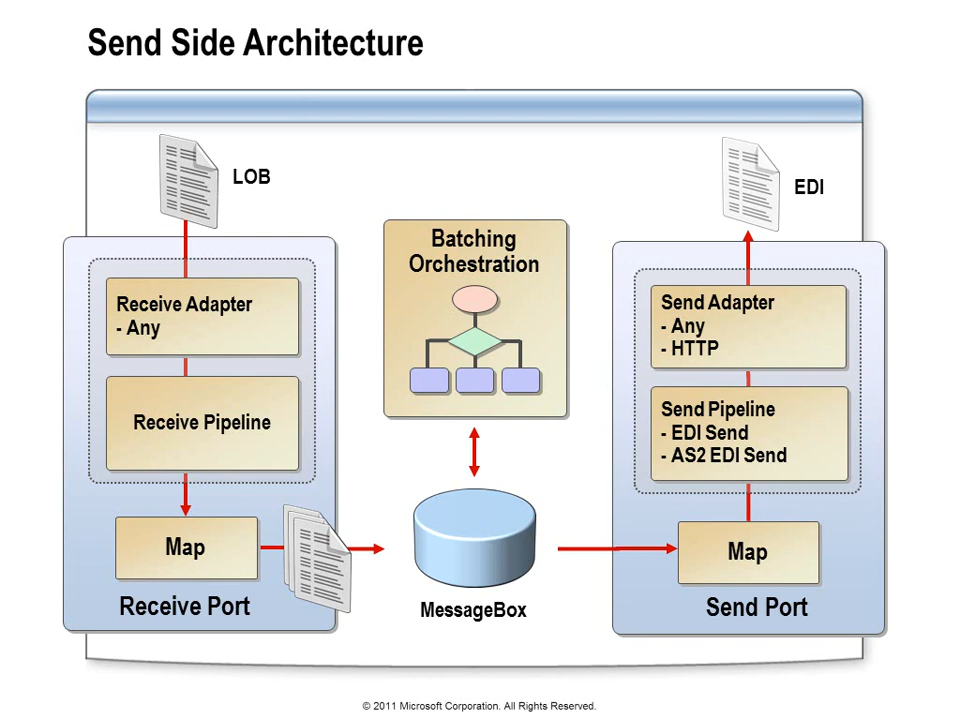 Send Side Architecture
LOB
EDI
Batching
Orchestration
Receive Adapter
- Any
Receive Pipeline
Map
Receive Port
MessageBox
Send Adapter
- Any
- HTTP
Send Pipeline
- EDI Send
- AS2 EDI Send
Map
Send Port
© 2011 Microsoft Corporation. All Rights Reserved.